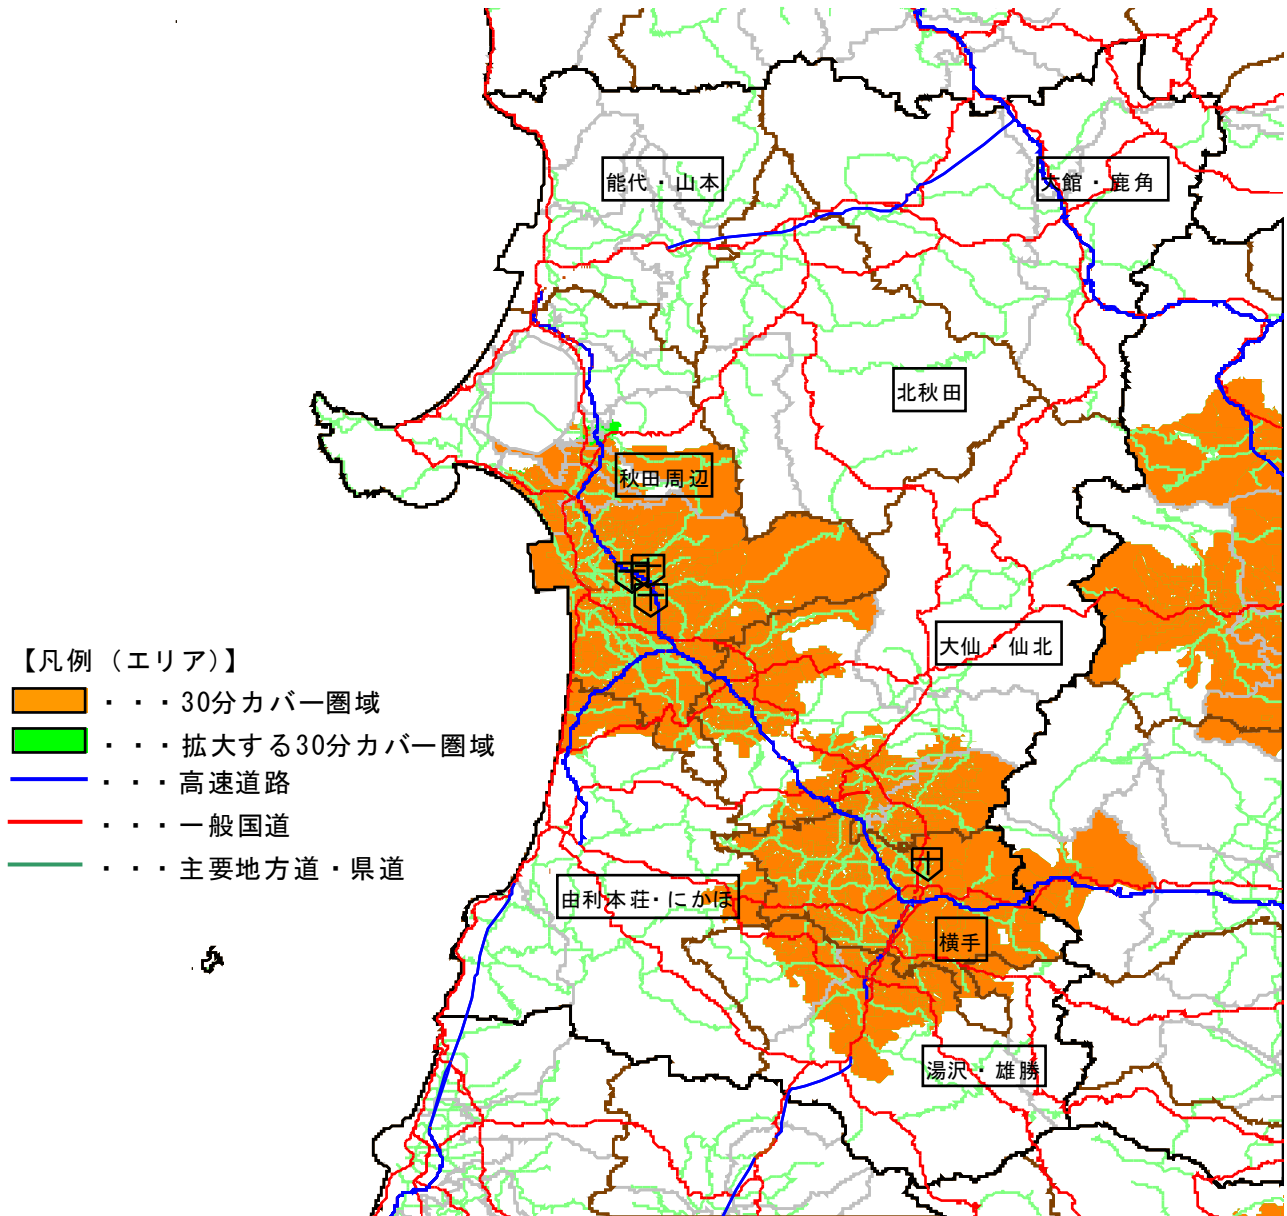 能代・山本
大館・鹿角
北秋田
秋田周辺
大仙・仙北
【凡例（エリア）】
・・・30分カバー圏域
・・・拡大する30分カバー圏域
・・・高速道路
・・・一般国道
・・・主要地方道・県道
由利本荘・にかほ
横手
湯沢・雄勝